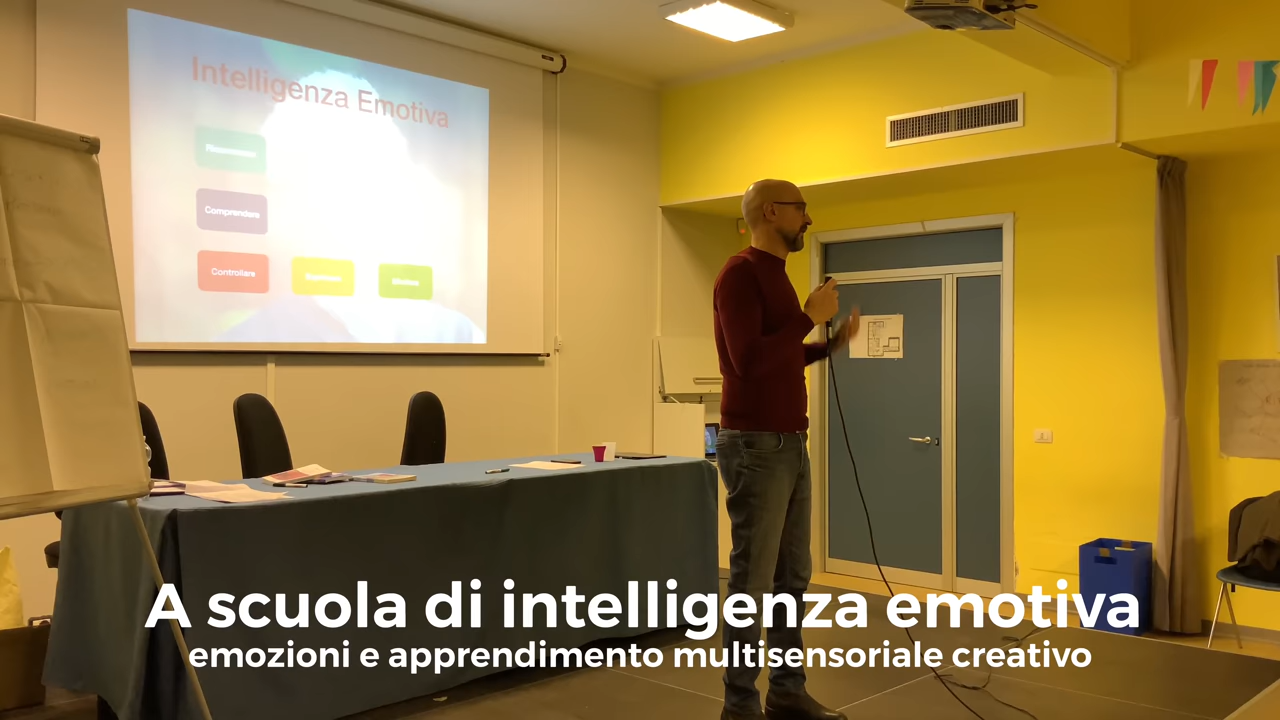 Intelligenza Emotiva
Comprendere
Controllare
A scuola di intelligenza emotiva
emozioni e apprendimento multisensoriale creativo